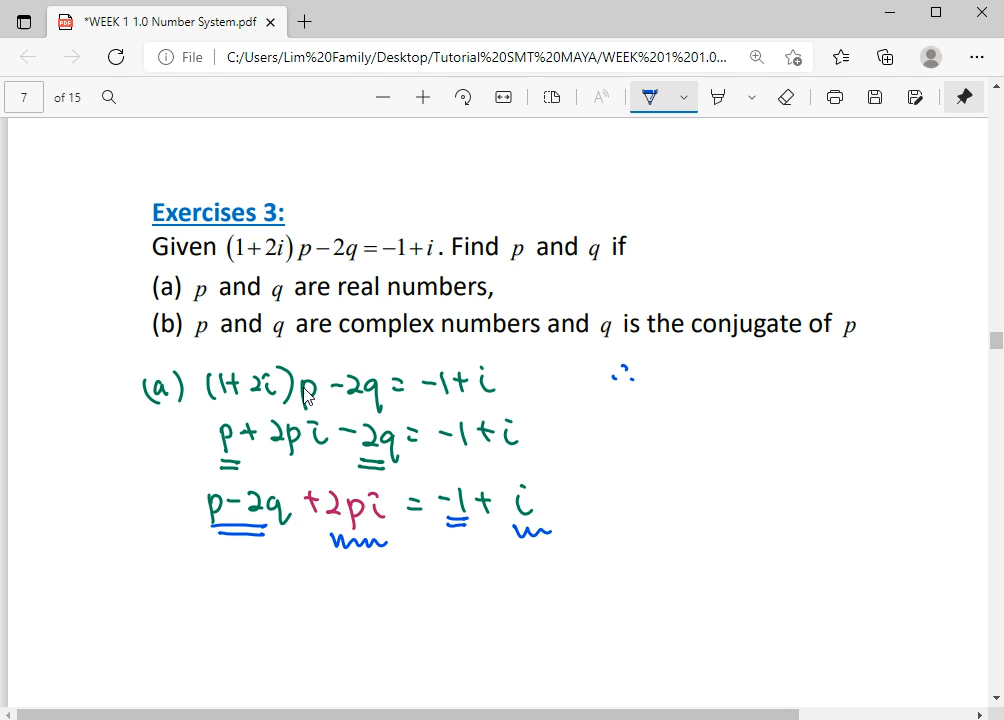 *WEEK 1 1.0 Number System.pdf
File C:/Users/Lim%20Family/Desktop/Tutorial%20SMT%20MAYA/WEEK%201%201.0...
7 of 15
Exercises 3:
Given (1+2i)p−2q=−1+i. Find p and q if
(a) p and q are real numbers,
(b) p and q are complex numbers and q is the conjugate of p
(a) (1+2i)p −2q = −1+i ∴
p + 2pi − 2q = −1 + i
p−2q +2pi = −1 + i